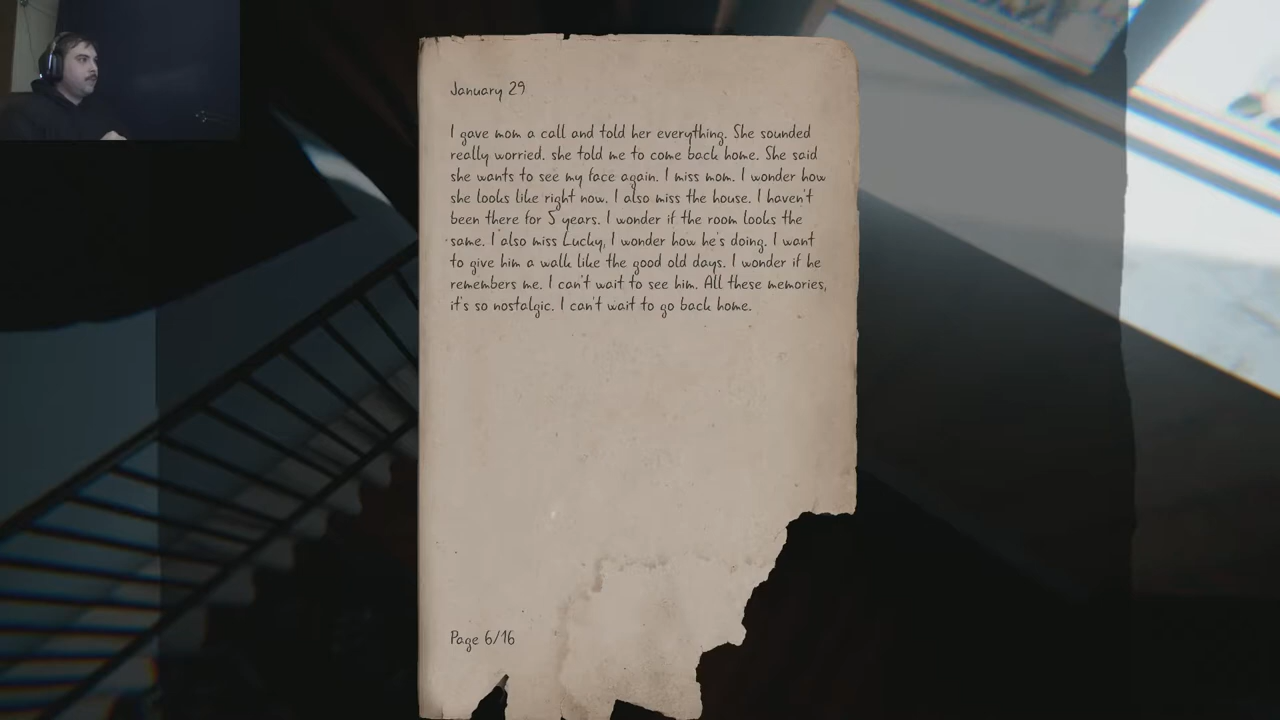 January 29
I gave mom a call and told her everything. She sounded
really worried. she told me to come back home. She said
she wants to see my face again. I miss mom. I wonder how
she looks like right now. I also miss the house. I haven't
been there for 5 years. I wonder if the room looks the
same. I also miss Lucky, I wonder how he's doing. I want
to give him a walk like the good old days. I wonder if he
remembers me. I can't wait to see him. All these memories,
it's so nostalgic. I can't wait to go back home.
Page 6/16